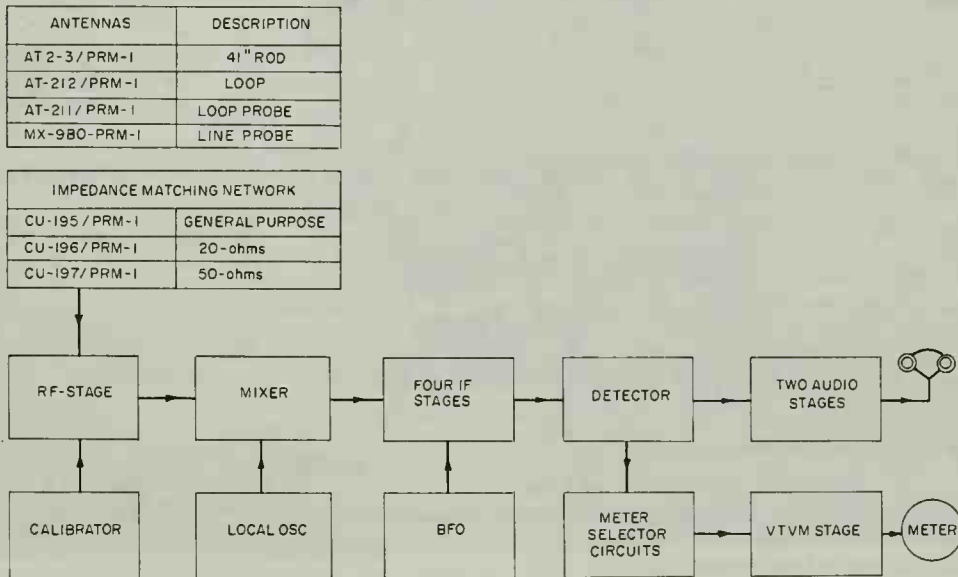 ANTENNAS DESCRIPTION
AT 2-3/PRM-1 41" ROD
AT-212/PRM-1 LOOP
AT-211/PRM-1 LOOP PROBE
MX-980-PRM-1 LINE PROBE
IMPEDANCE MATCHING NETWORK
CU-195/PRM-1 GENERAL PURPOSE
CU-196/PRM-1 20-ohms
CU-197/PRM-1 50-ohms
RF-STAGE
MIXER
FOUR IF
STAGES
DETECTOR
TWO AUDIO
STAGES
CALIBRATOR
LOCAL OSC
BFO
METER
SELECTOR
CIRCUITS
VTVM STAGE
METER